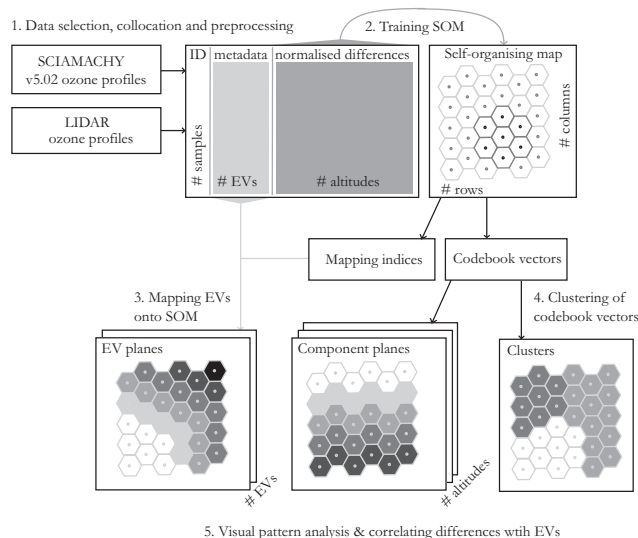 1. Data selection, collocation and preprocessing
2. Training SOM
SCIAMACHY
v5.02 ozone profiles
LIDAR
ozone profiles
ID
metadata
normalised differences
# samples
# EVs
# altitudes
Self-organising map
# columns
# rows
Mapping indices
Codebook vectors
3. Mapping EVs
onto SOM
4. Clustering of
codebook vectors
EV planes
# EVs
Component planes
# altitudes
Clusters
5. Visual pattern analysis & correlating differences wtih EVs